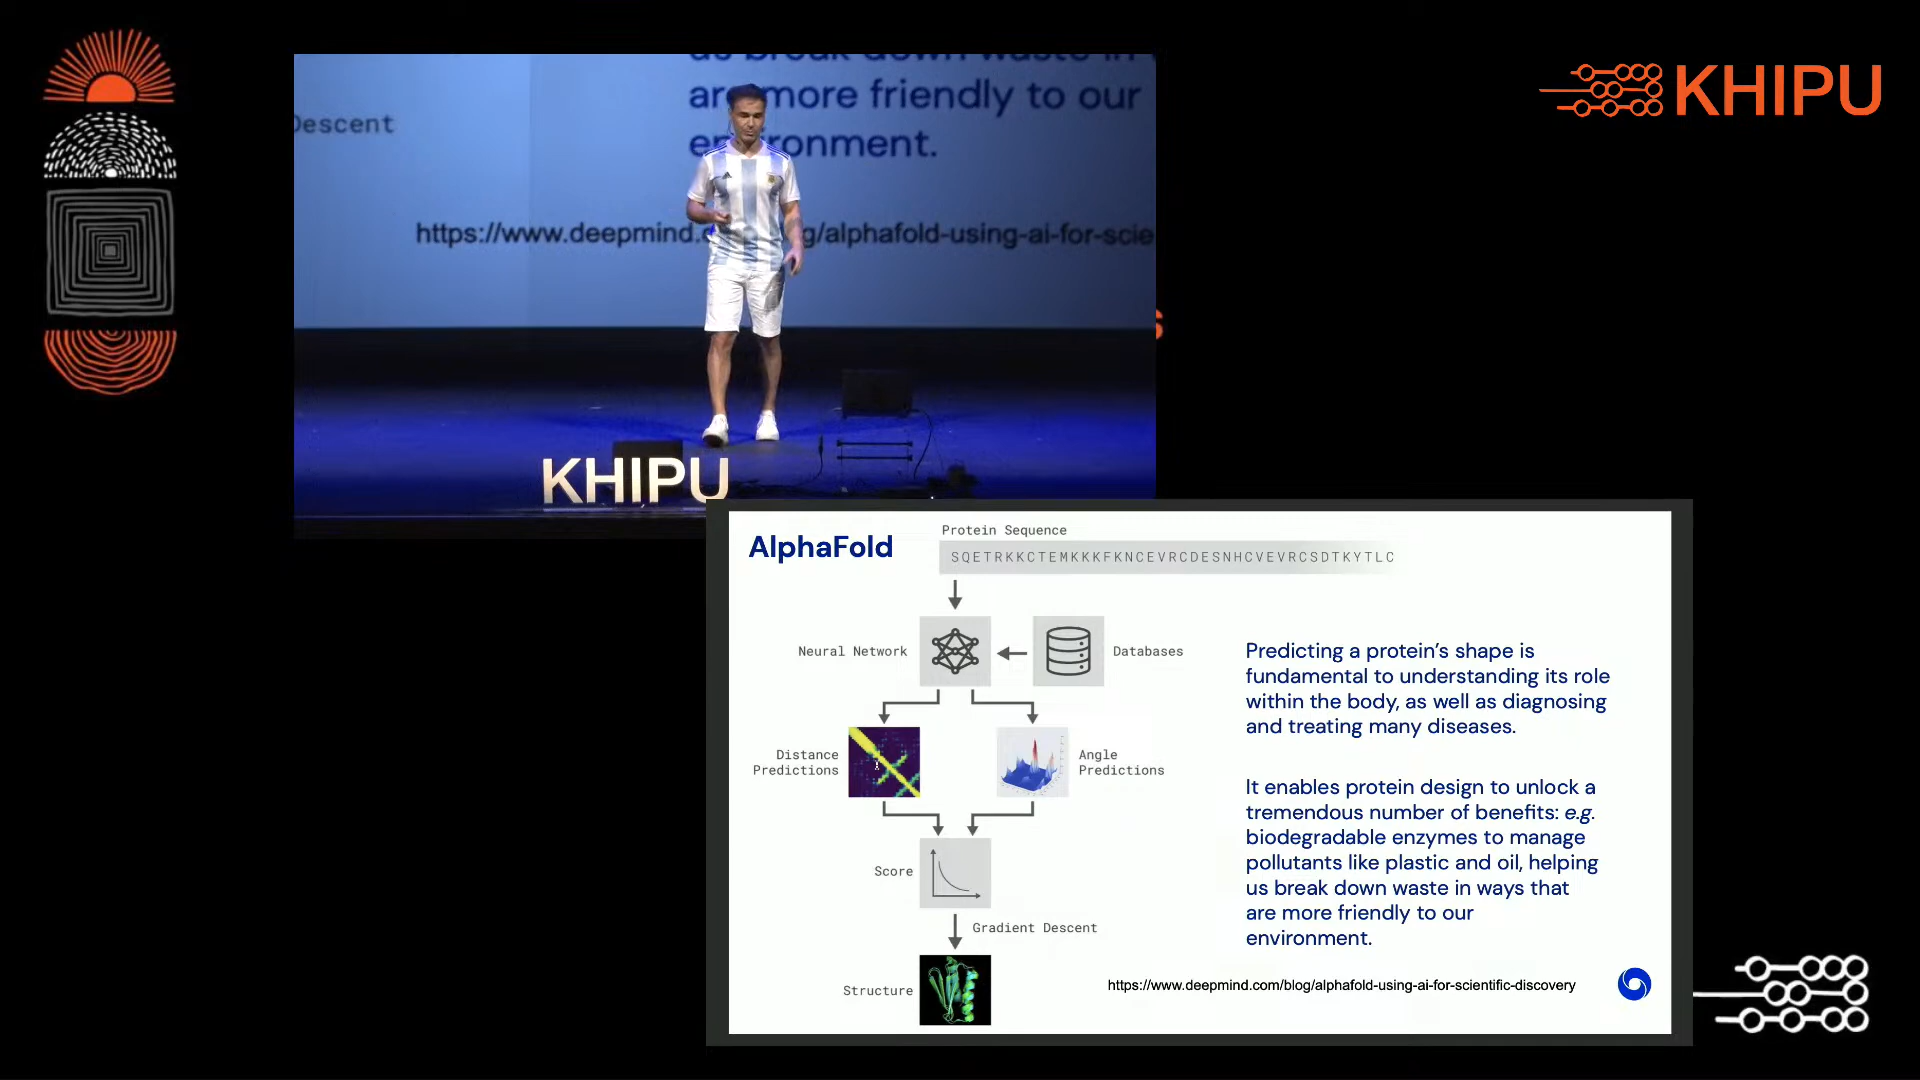 KHIPU
us break down waste in
are more friendly to our
environment.
Descent
https://www.deepmind.
g/alphafold-using-ai-for-scie
KHIPU
AlphaFold
Protein Sequence
SQETRKKCTEMKKKFKNCEVRCDESNHCVEVRCSDTKYTLC
Neural Network
Databases
Distance
Predictions
Angle
Predictions
Score
Gradient Descent
Structure
Predicting a protein's shape is
fundamental to understanding its role
within the body, as well as diagnosing
and treating many diseases.
It enables protein design to unlock a
tremendous number of benefits: e.g.
biodegradable enzymes to manage
pollutants like plastic and oil, helping
us break down waste in ways that
are more friendly to our
environment.
https://www.deepmind.com/blog/alphafold-using-ai-for-scientific-discovery